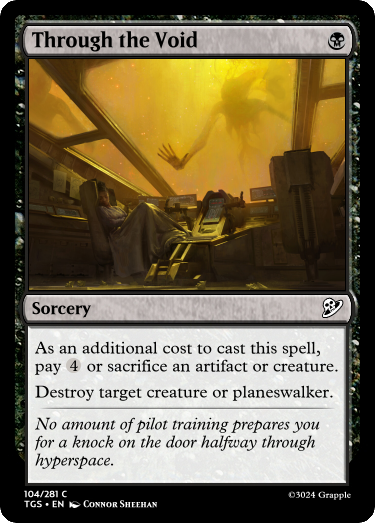 Through the Void
Sorcery
As an additional cost to cast this spell,
pay 4 or sacrifice an artifact or creature.
Destroy target creature or planeswalker.
No amount of pilot training prepares you
for a knock on the door halfway through
hyperspace.
104/281 C
TGS • EN Connor Sheehan
©3024 Grapple